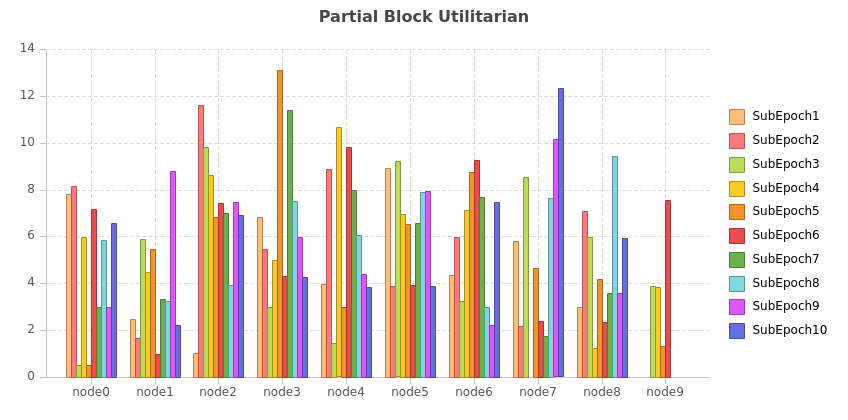 Partial Block Utilitarian
14
12
10
8
6
4
2
0
node0 node1 node2 node3 node4 node5 node6 node7 node8 node9
SubEpoch1
SubEpoch2
SubEpoch3
SubEpoch4
SubEpoch5
SubEpoch6
SubEpoch7
SubEpoch8
SubEpoch9
SubEpoch10